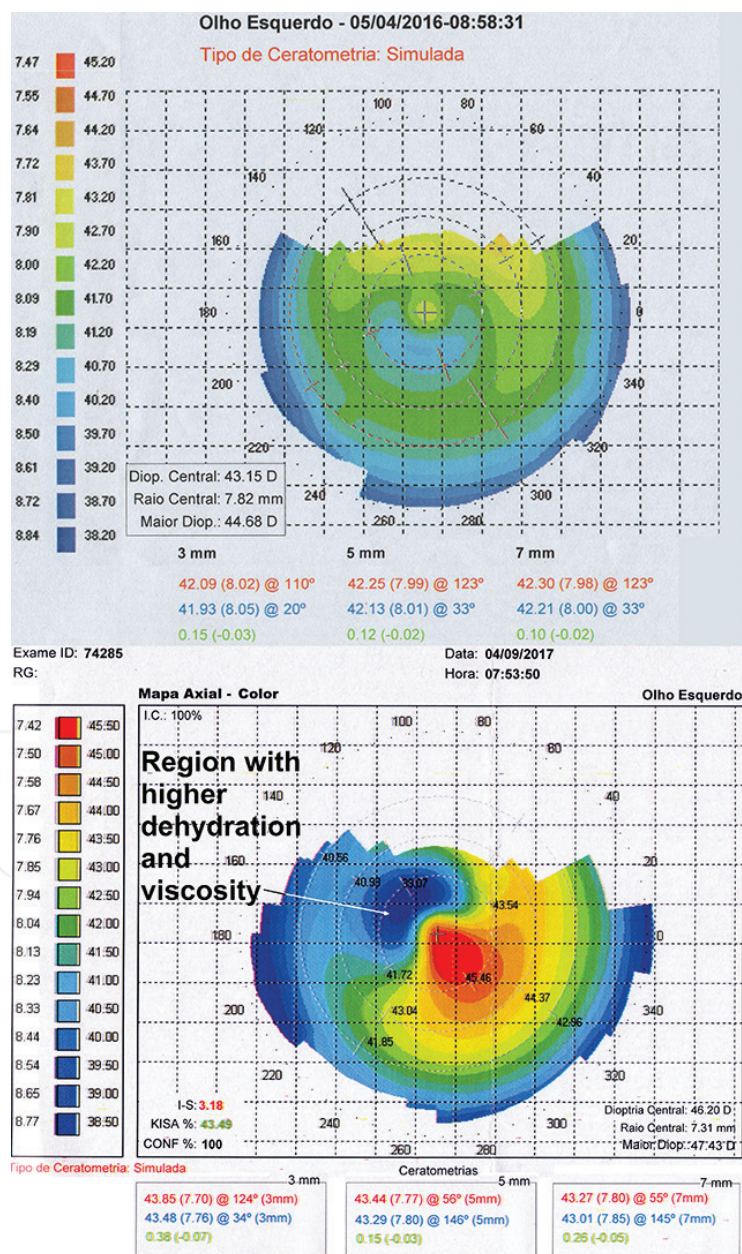 Olho Esquerdo - 05/04/2016-08:58:31
Tipo de Ceratometria: Simulada
7.47 45.20
7.55 44.70
7.64 44.20
7.72 43.70
7.81 43.20
7.90 42.70
8.00 42.20
8.09 41.70
8.19 41.20
8.29 40.70
8.40 40.20
8.50 39.70
8.61 39.20
8.72 38.70
8.84 38.20
100 80
120 60
140 40
160 20
180 0
200 340
220 320
240 300
260 280
Diop. Central: 43.15 D
Raio Central: 7.82 mm
Maior Diop.: 44.68 D
3 mm 5 mm 7 mm
42.09 (8.02) @ 110º 42.25 (7.99) @ 123º 42.30 (7.98) @ 123º
41.93 (8.05) @ 20º 42.13 (8.01) @ 33º 42.21 (8.00) @ 33º
0.15 (-0.03) 0.12 (-0.02) 0.10 (-0.02)
Exame ID: 74285 Data: 04/09/2017
RG: Hora: 07:53:50
Mapa Axial - Color Olho Esquerdo
I.C.: 100%
7.42 45.50
7.50 45.00
7.58 44.50
7.67 44.00
7.76 43.50
7.85 43.00
7.94 42.50
8.04 42.00
8.13 41.50
8.23 41.00
8.33 40.50
8.44 40.00
8.54 39.50
8.65 39.00
8.77 38.50
100 80
120 60
Region with
higher
dehydration
and
viscosity
140 40
160 20
40.56
40.98 39.07
43.54
180 0
41.72 45.46
44.37
200 43.04 42.96 340
41.85
220 320
240 300
260 280
I-S: 3.18
KISA %: 43.49
CONF %: 100
Dioptria Central: 46.20 D
Raio Central: 7.31 mm
Maior Diop.: 47.43 D
Tipo de Ceratometria: Simulada
Ceratometrias
3 mm 5 mm 7 mm
43.85 (7.70) @ 124º (3mm) 43.44 (7.77) @ 56º (5mm) 43.27 (7.80) @ 55º (7mm)
43.48 (7.76) @ 34º (3mm) 43.29 (7.80) @ 146º (5mm) 43.01 (7.85) @ 145º (7mm)
0.38 (-0.07) 0.15 (-0.03) 0.26 (-0.05)